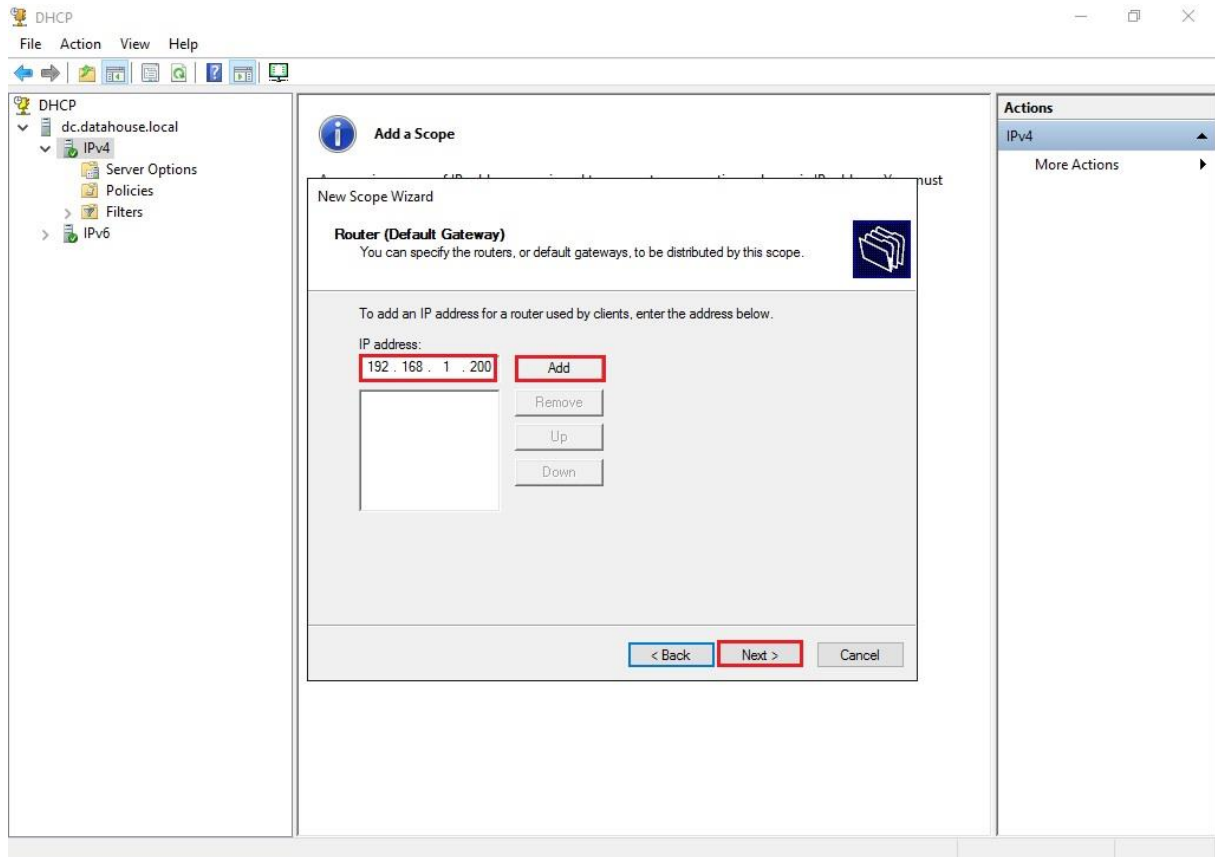 DHCP
File Action View Help
DHCP
dc.datahouse.local
IPv4
Server Options
Policies
Filters
IPv6
Add a Scope
must
New Scope Wizard
Router (Default Gateway)
You can specify the routers, or default gateways, to be distributed by this scope.
To add an IP address for a router used by clients, enter the address below.
IP address:
192 . 168 . 1 . 200
Add
Remove
Up
Down
< Back Next > Cancel
Actions
IPv4
More Actions